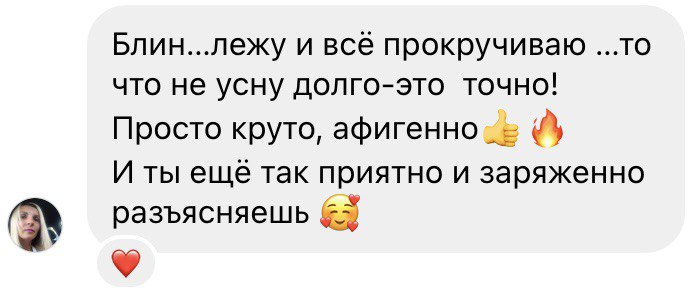 Блин...лежу и всё прокручиваю ...то
что не усну долго-это точно!
Просто круто, афигенно👍🔥
И ты ещё так приятно и заряженно
разъясняешь 🥰